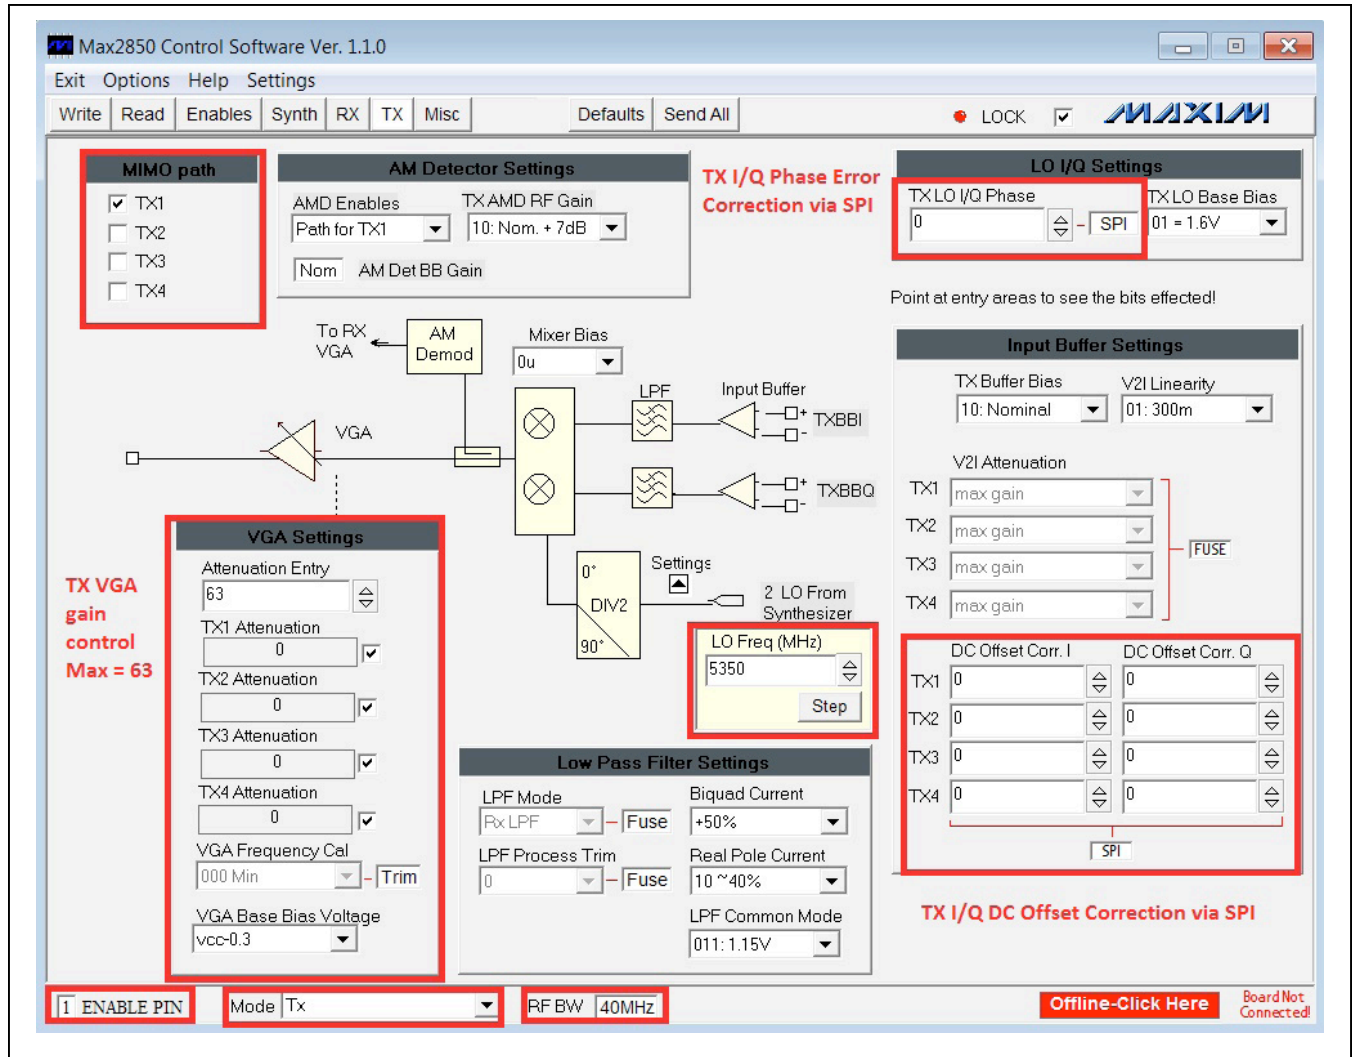 Max2850 Control Software Ver. 1.1.0
Exit Options Help Settings
Write Read Enables Synth RX TX Misc Defaults Send All LOCK MAXIM
MIMO path
TX1
TX2
TX3
TX4
AM Detector Settings
AMD Enables TX AMD RF Gain
Path for TX1 10: Nom. + 7dB
Nom AM Det BB Gain
TX I/Q Phase Error
Correction via SPI
LO I/Q Settings
TX LO I/Q Phase TX LO Base Bias
0 SPI 01 = 1.6V
Point at entry areas to see the bits effected!
To RX
VGA
AM
Demod
Mixer Bias
0u
LPF Input Buffer
TXBBI
+
-
VGA
TXBBQ
+
-
Input Buffer Settings
TX Buffer Bias V2I Linearity
10: Nominal 01: 300m
V2I Attenuation
TX1 max gain
TX2 max gain
FUSE
TX3 max gain
TX4 max gain
VGA Settings
Attenuation Entry
63
TX1 Attenuation
0
TX2 Attenuation
0
TX3 Attenuation
0
TX4 Attenuation
0
VGA Frequency Cal
000 Min Trim
VGA Base Bias Voltage
vcc-0.3
TX VGA
gain
control
Max = 63
0°
DIV2
90°
Settings
2 LO From
Synthesizer
LO Freq (MHz)
5350
Step
DC Offset Corr. I DC Offset Corr. Q
TX1 0 0
TX2 0 0
TX3 0 0
TX4 0 0
SPI
Low Pass Filter Settings
LPF Mode Biquad Current
Rx LPF Fuse +50%
LPF Process Trim Real Pole Current
0 Fuse 10 ~40%
LPF Common Mode
011: 1.15V
TX I/Q DC Offset Correction via SPI
1 ENABLE PIN Mode Tx RF BW 40MHz Offline-Click Here
Board Not
Connected!